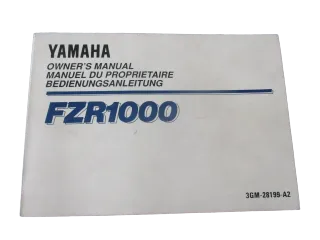 YAMAHA
OWNER'S MANUAL
MANUEL DU PROPRIETAIRE
BEDIENUNGSANLEITUNG
FZR1000
3GM-28199-A2